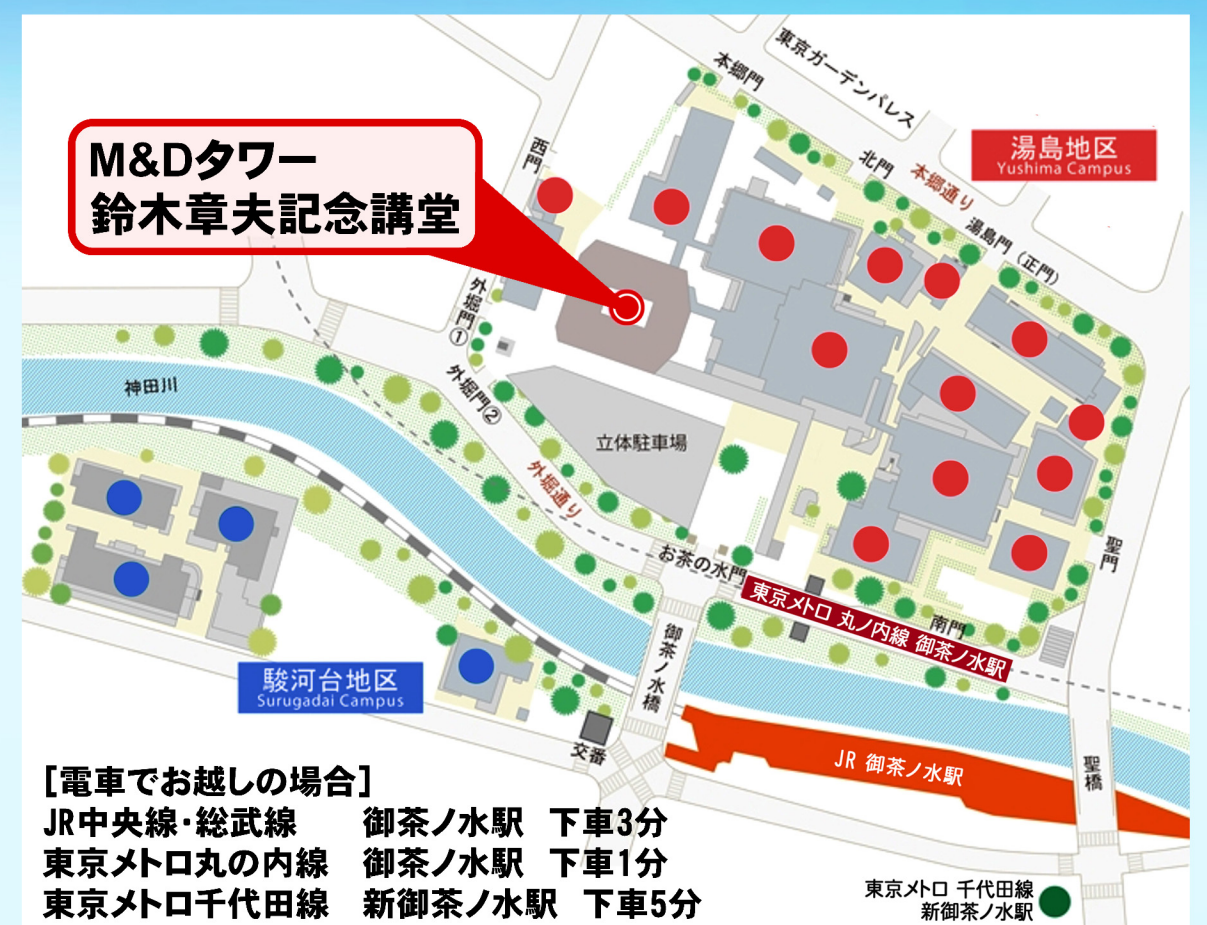 東京ガーデンパレス
本郷門
M&Dタワー
鈴木章夫記念講堂
西門
北門
本郷通り
湯島地区
Yushima Campus
湯島門（正門）
外堀門①
外堀門②
神田川
立体駐車場
外堀通り
お茶の水門
聖門
東京メトロ 丸ノ内線 御茶ノ水駅
南門
御茶ノ水橋
駿河台地区
Surugadai Campus
交番
JR 御茶ノ水駅
聖橋
[電車でお越しの場合]
JR中央線・総武線 御茶ノ水駅 下車3分
東京メトロ丸の内線 御茶ノ水駅 下車1分
東京メトロ千代田線 新御茶ノ水駅 下車5分
東京メトロ 千代田線
新御茶ノ水駅